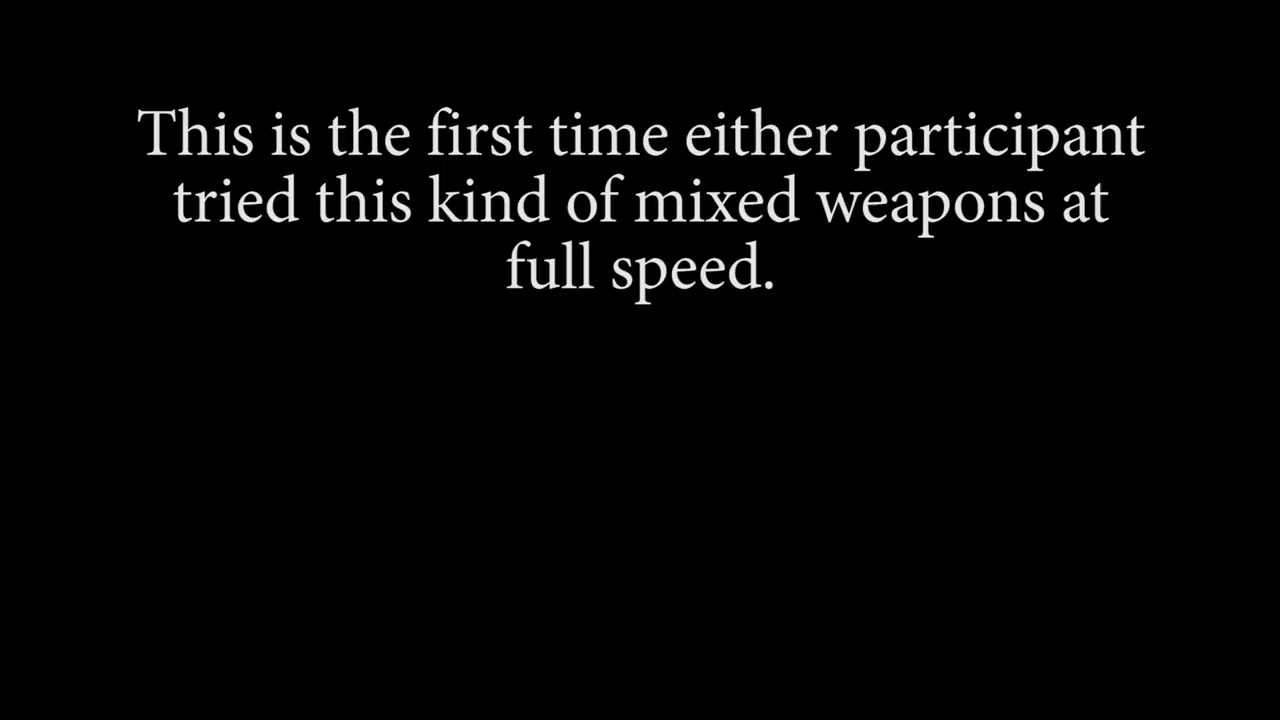 This is the first time either participant
tried this kind of mixed weapons at
full speed.